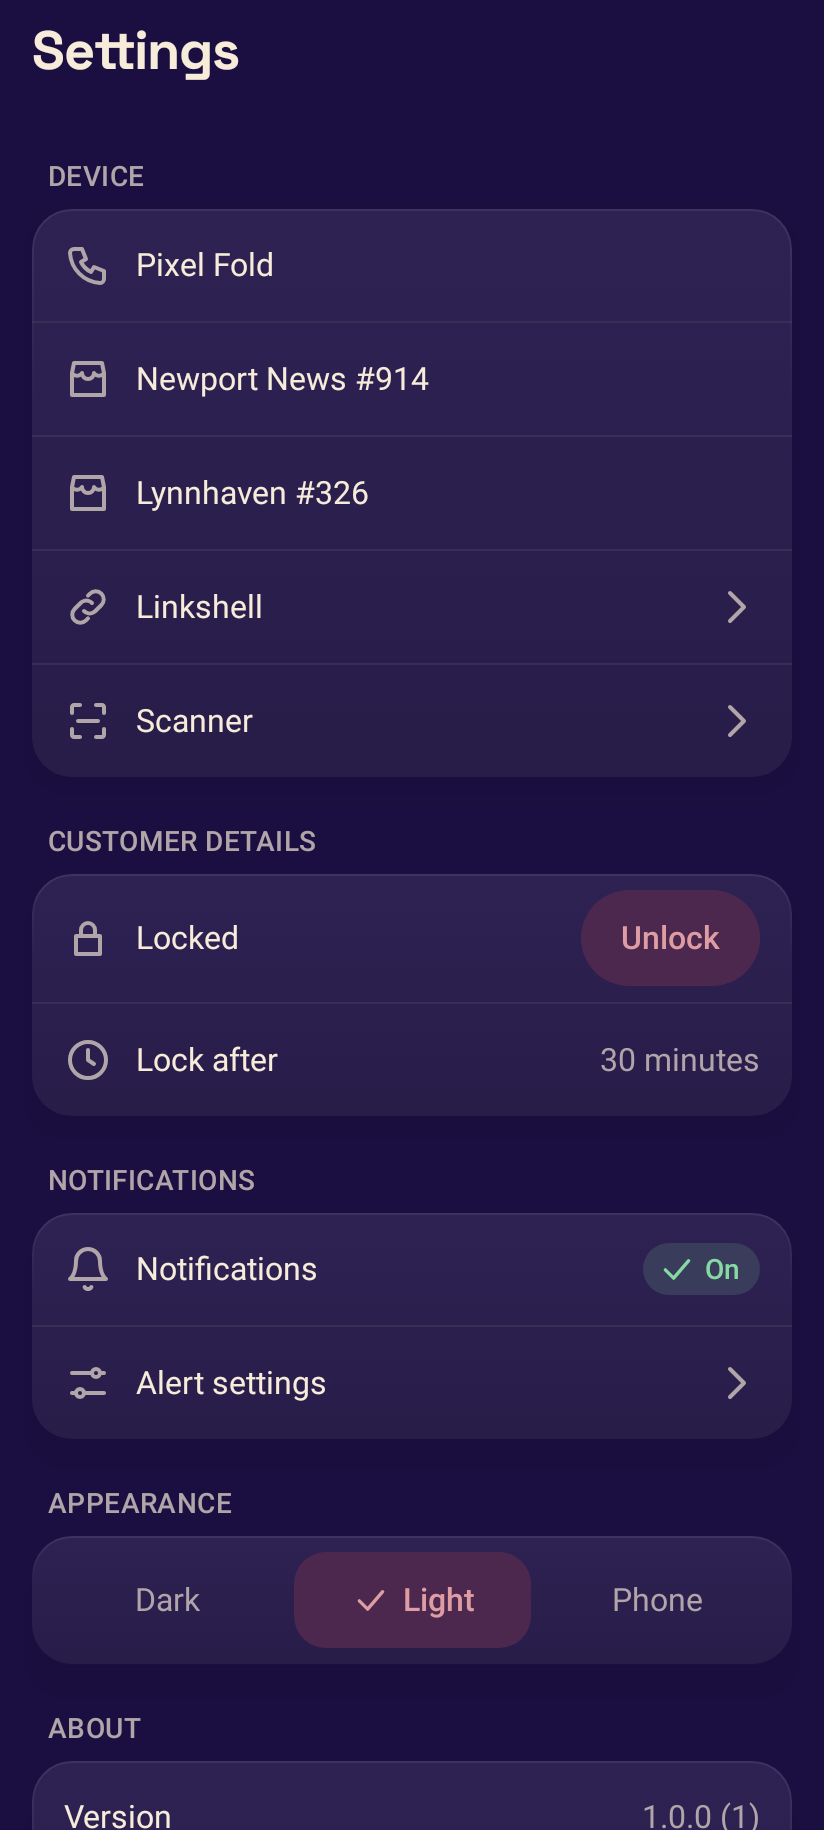 Settings
DEVICE
Pixel Fold
Newport News #914
Lynnhaven #326
Linkshell
Scanner
CUSTOMER DETAILS
Locked
Unlock
Lock after
30 minutes
NOTIFICATIONS
Notifications
On
Alert settings
APPEARANCE
Dark
Light
Phone
ABOUT
Version
1.0.0 (1)